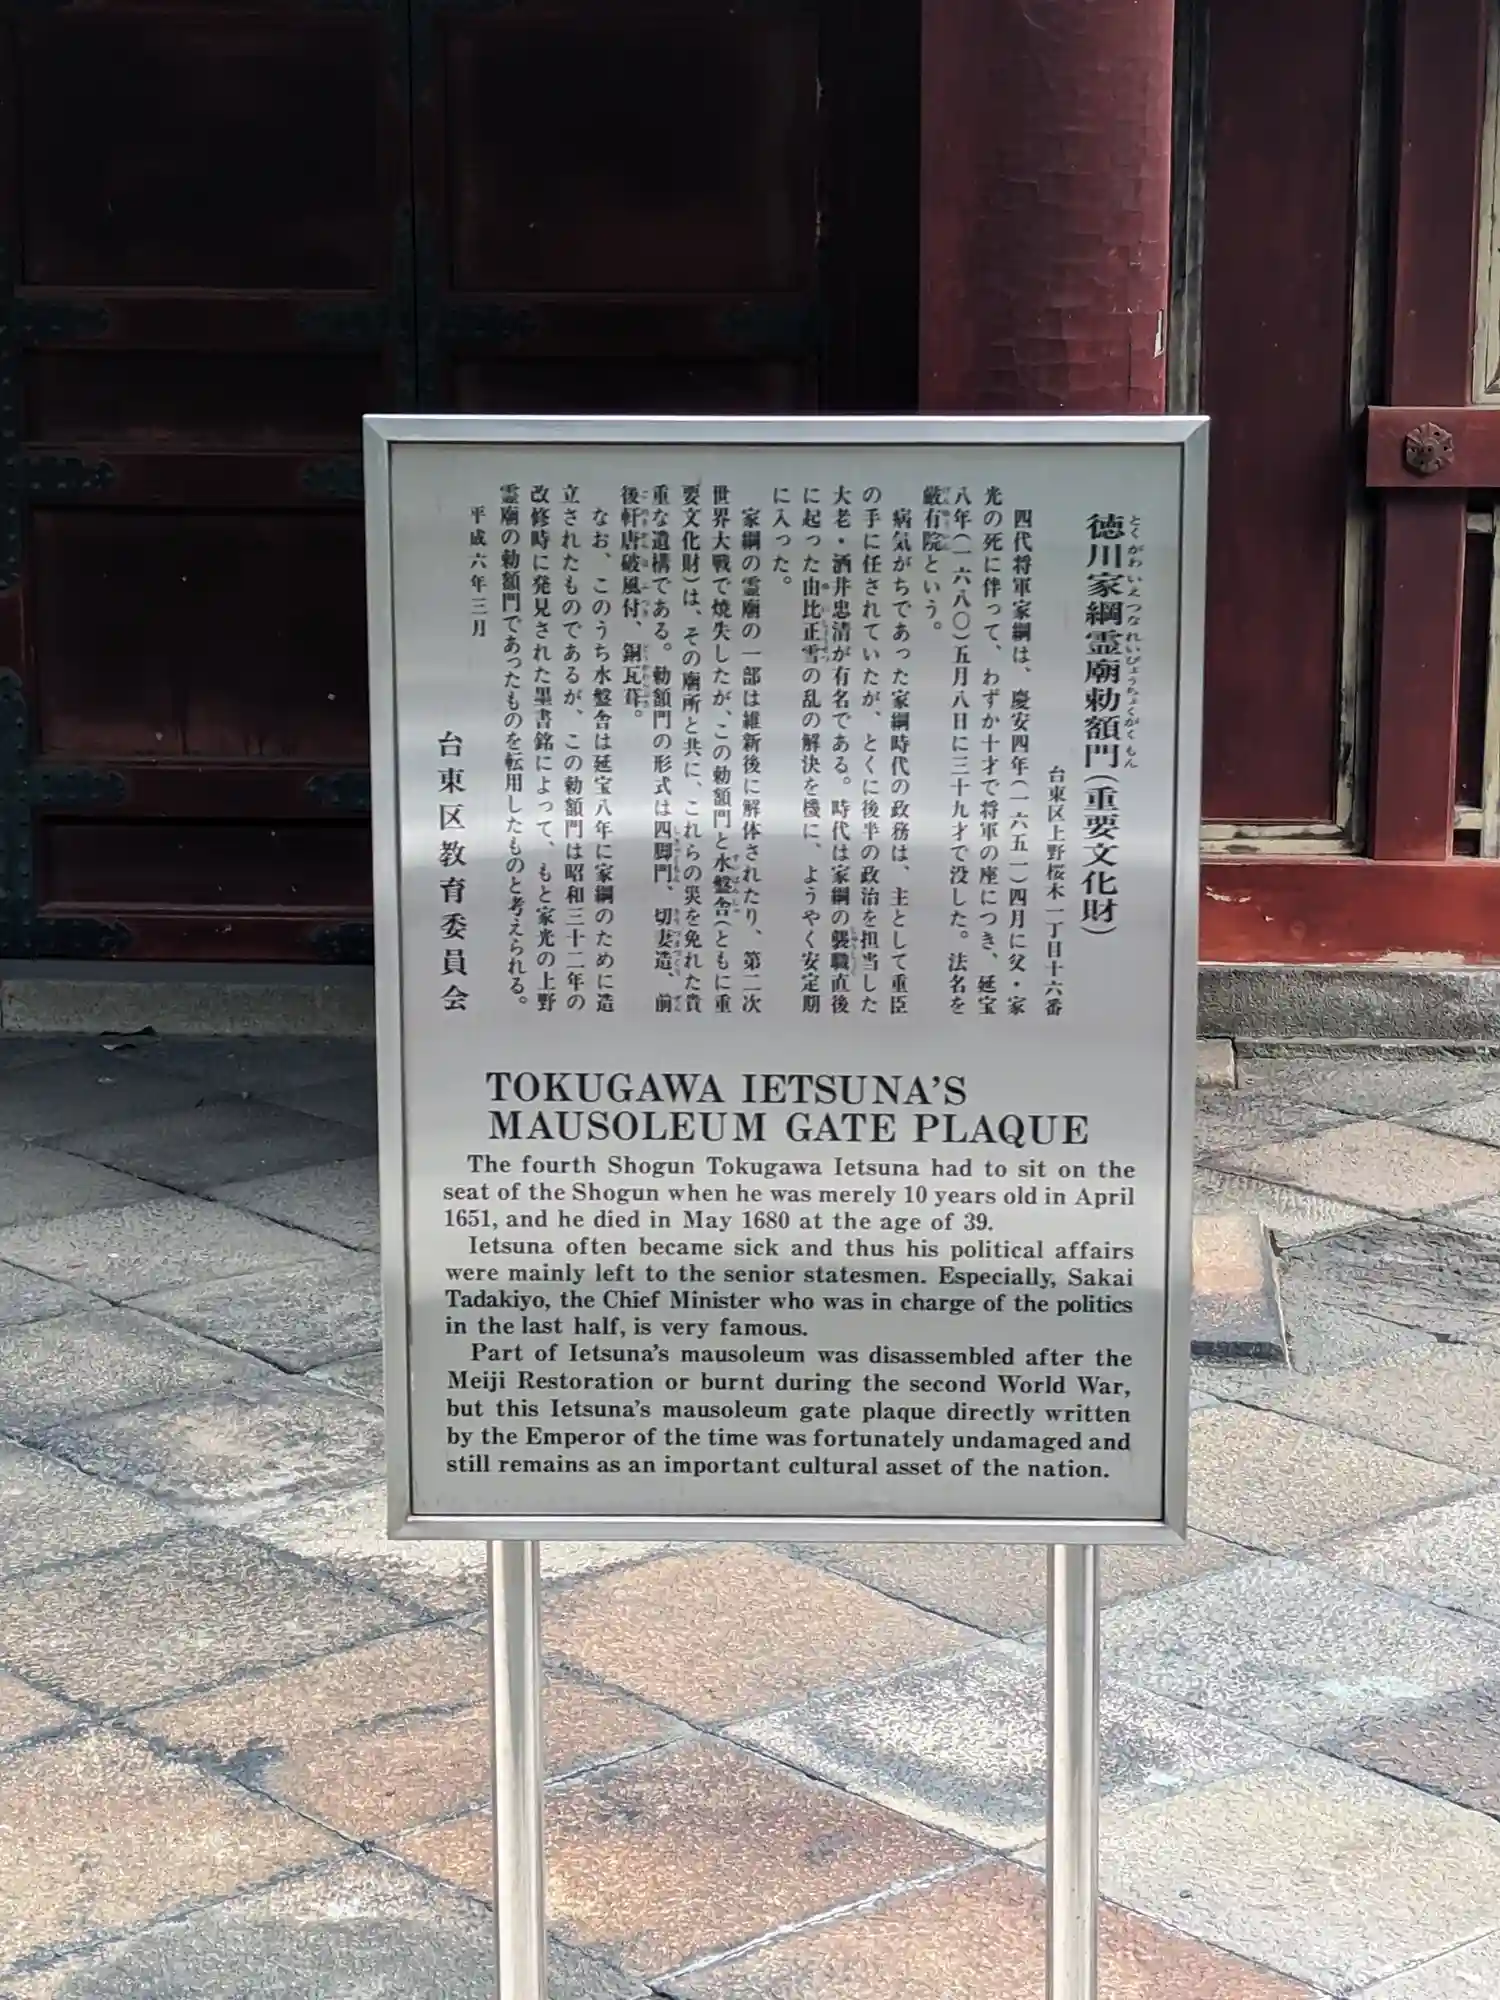 徳川家綱霊廟勅額門(重要文化財)
とくがわいえつなれいびょうちょくがくもん
台東区上野桜木一丁目十六番
四代将軍家綱は、慶安四年(一六五一)四月に父・家
光の死に伴って、わずか十才で将軍の座につき、延宝
八年(一六八〇)五月八日に三十九才で没した。法名を
厳有院という。
病気がちであった家綱時代の政務は、主として重臣
の手に任されていたが、とくに後半の政治を担当した
大老・酒井忠清が有名である。時代は家綱の襲職直後
に起った由比正雪の乱の解決を機に、ようやく安定期
に入った。
家綱の霊廟の一部は維新後に解体されたり、第二次
世界大戦で焼失したが、この勅額門と水盤舎(ともに重
要文化財)は、その廟所と共に、これらの災を免れた貴
重な遺構である。勅額門の形式は四脚門、切妻造、前
後軒唐破風付、銅瓦葺。
なお、このうち水盤舎は延宝八年に家綱のために造
立されたものであるが、この勅額門は昭和三十二年の
改修時に発見された墨書銘によって、もと家光の上野
霊廟の勅額門であったものを転用したものと考えられる。
平成六年三月
台東区教育委員会
TOKUGAWA IETSUNA'S
MAUSOLEUM GATE PLAQUE
The fourth Shogun Tokugawa Ietsuna had to sit on the
seat of the Shogun when he was merely 10 years old in April
1651, and he died in May 1680 at the age of 39.
Ietsuna often became sick and thus his political affairs
were mainly left to the senior statesmen. Especially, Sakai
Tadakiyo, the Chief Minister who was in charge of the politics
in the last half, is very famous.
Part of Ietsuna's mausoleum was disassembled after the
Meiji Restoration or burnt during the second World War,
but this Ietsuna's mausoleum gate plaque directly written
by the Emperor of the time was fortunately undamaged and
still remains as an important cultural asset of the nation.